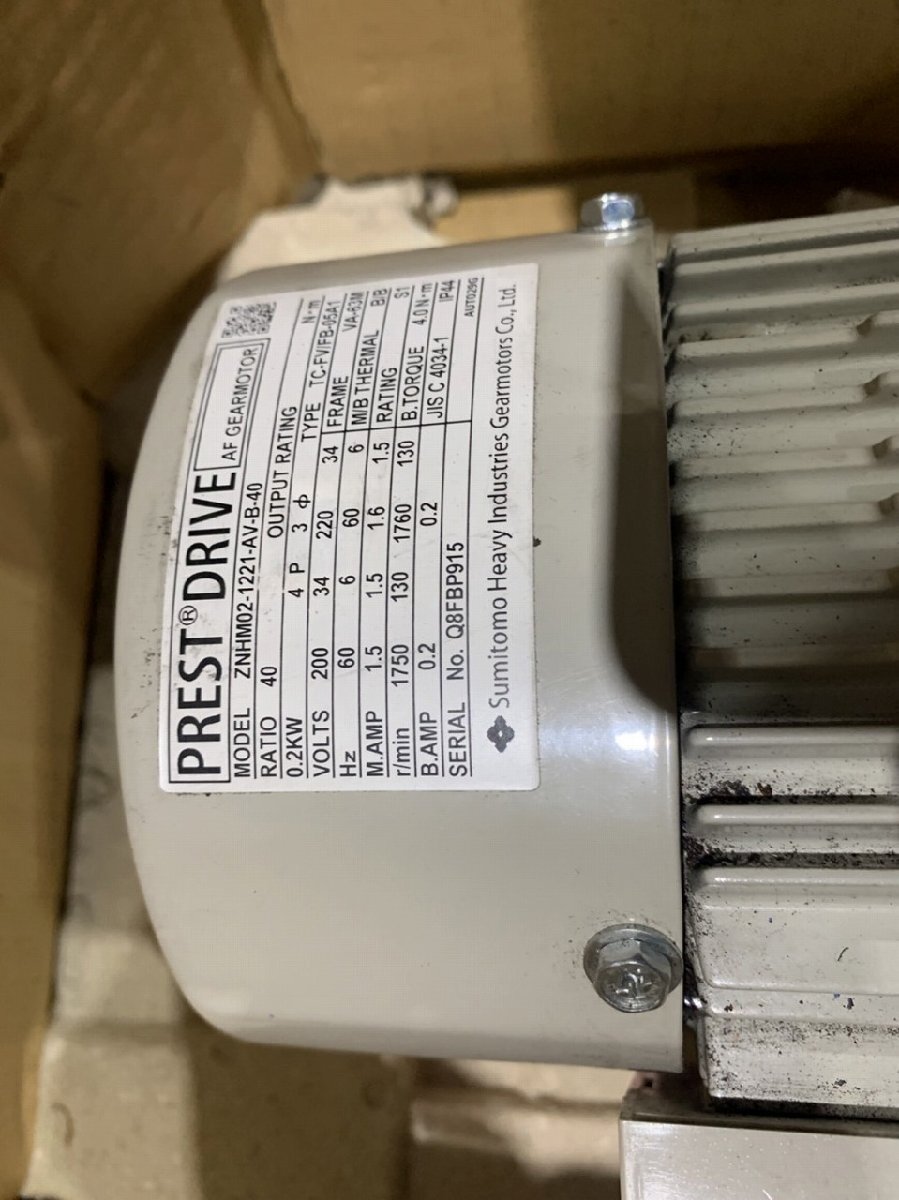 PREST® DRIVE AF GEARMOTOR
MODEL ZNHM02-1221-AV-B-40
RATIO 40 OUTPUT RATING N·m
0.2KW 4 P 3 ϕ TYPE TC-FV/FB-05A1
VOLTS 200 34 220 34 FRAME VA-63M
Hz 60 6 60 6 M/B THERMAL B/B
M.AMP 1.5 1.5 1.6 1.5 RATING S1
r/min 1750 130 1760 130 B.TORQUE 4.0 N·m
B.AMP 0.2 0.2 JIS C 4034-1 IP44
SERIAL No. Q8FBP915 AUT029G
Sumitomo Heavy Industries Gearmotors Co., Ltd.